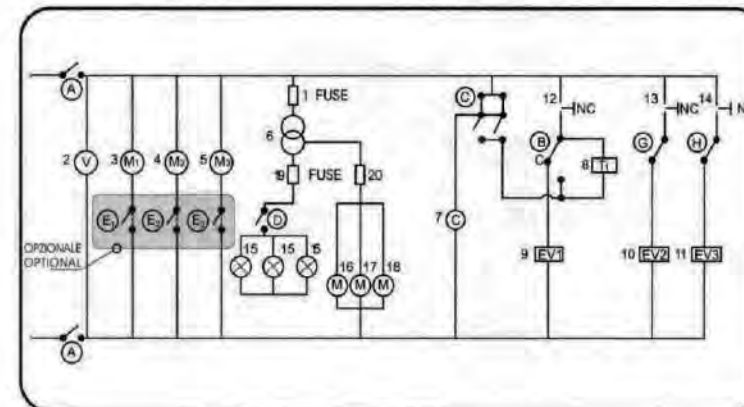 A
1 FUSE
6
19 FUSE 20
C
12 NC 13 NC 14 N
B G H
C
8 T1
2 V 3 M1 4 M2 5 M3
E1 E2 E3
OPZIONALE
OPTIONAL
D
15 15 15
16 M 17 M 18 M
7 C
9 EV1 10 EV2 11 EV3
A